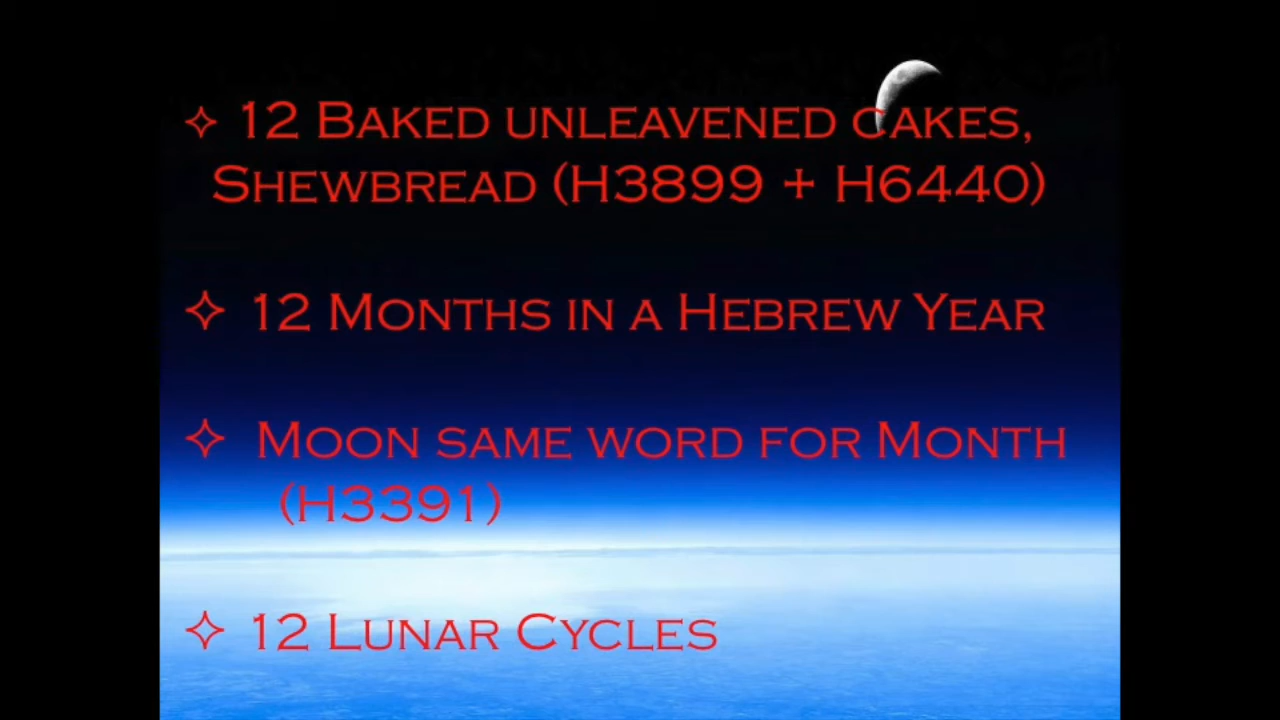 ✧ 12 Baked unleavened cakes,
Shewbread (H3899 + H6440)
✧ 12 Months in a Hebrew Year
✧ Moon same word for Month
(H3391)
✧ 12 Lunar Cycles